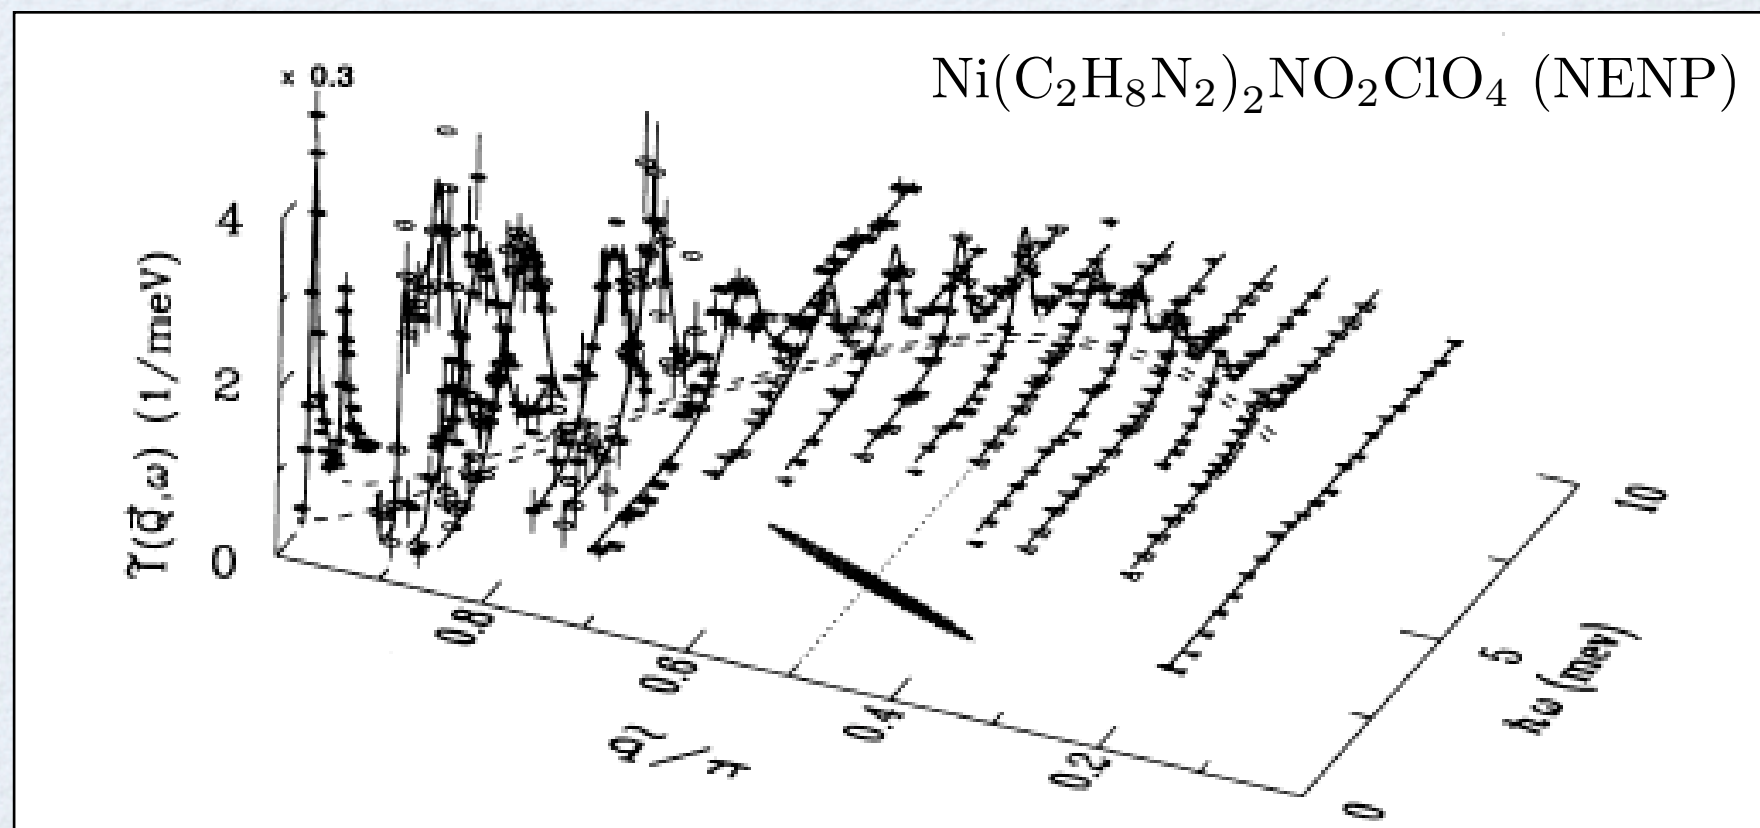 Ni(C₂H₈N₂)₂NO₂ClO₄ (NENP)
x 0.3
4
2
0
Ĩ(Q⃗,ω) (1/meV)
0.8
0.6
0.4
0.2
Ql/π
0
5
10
ħω (meV)